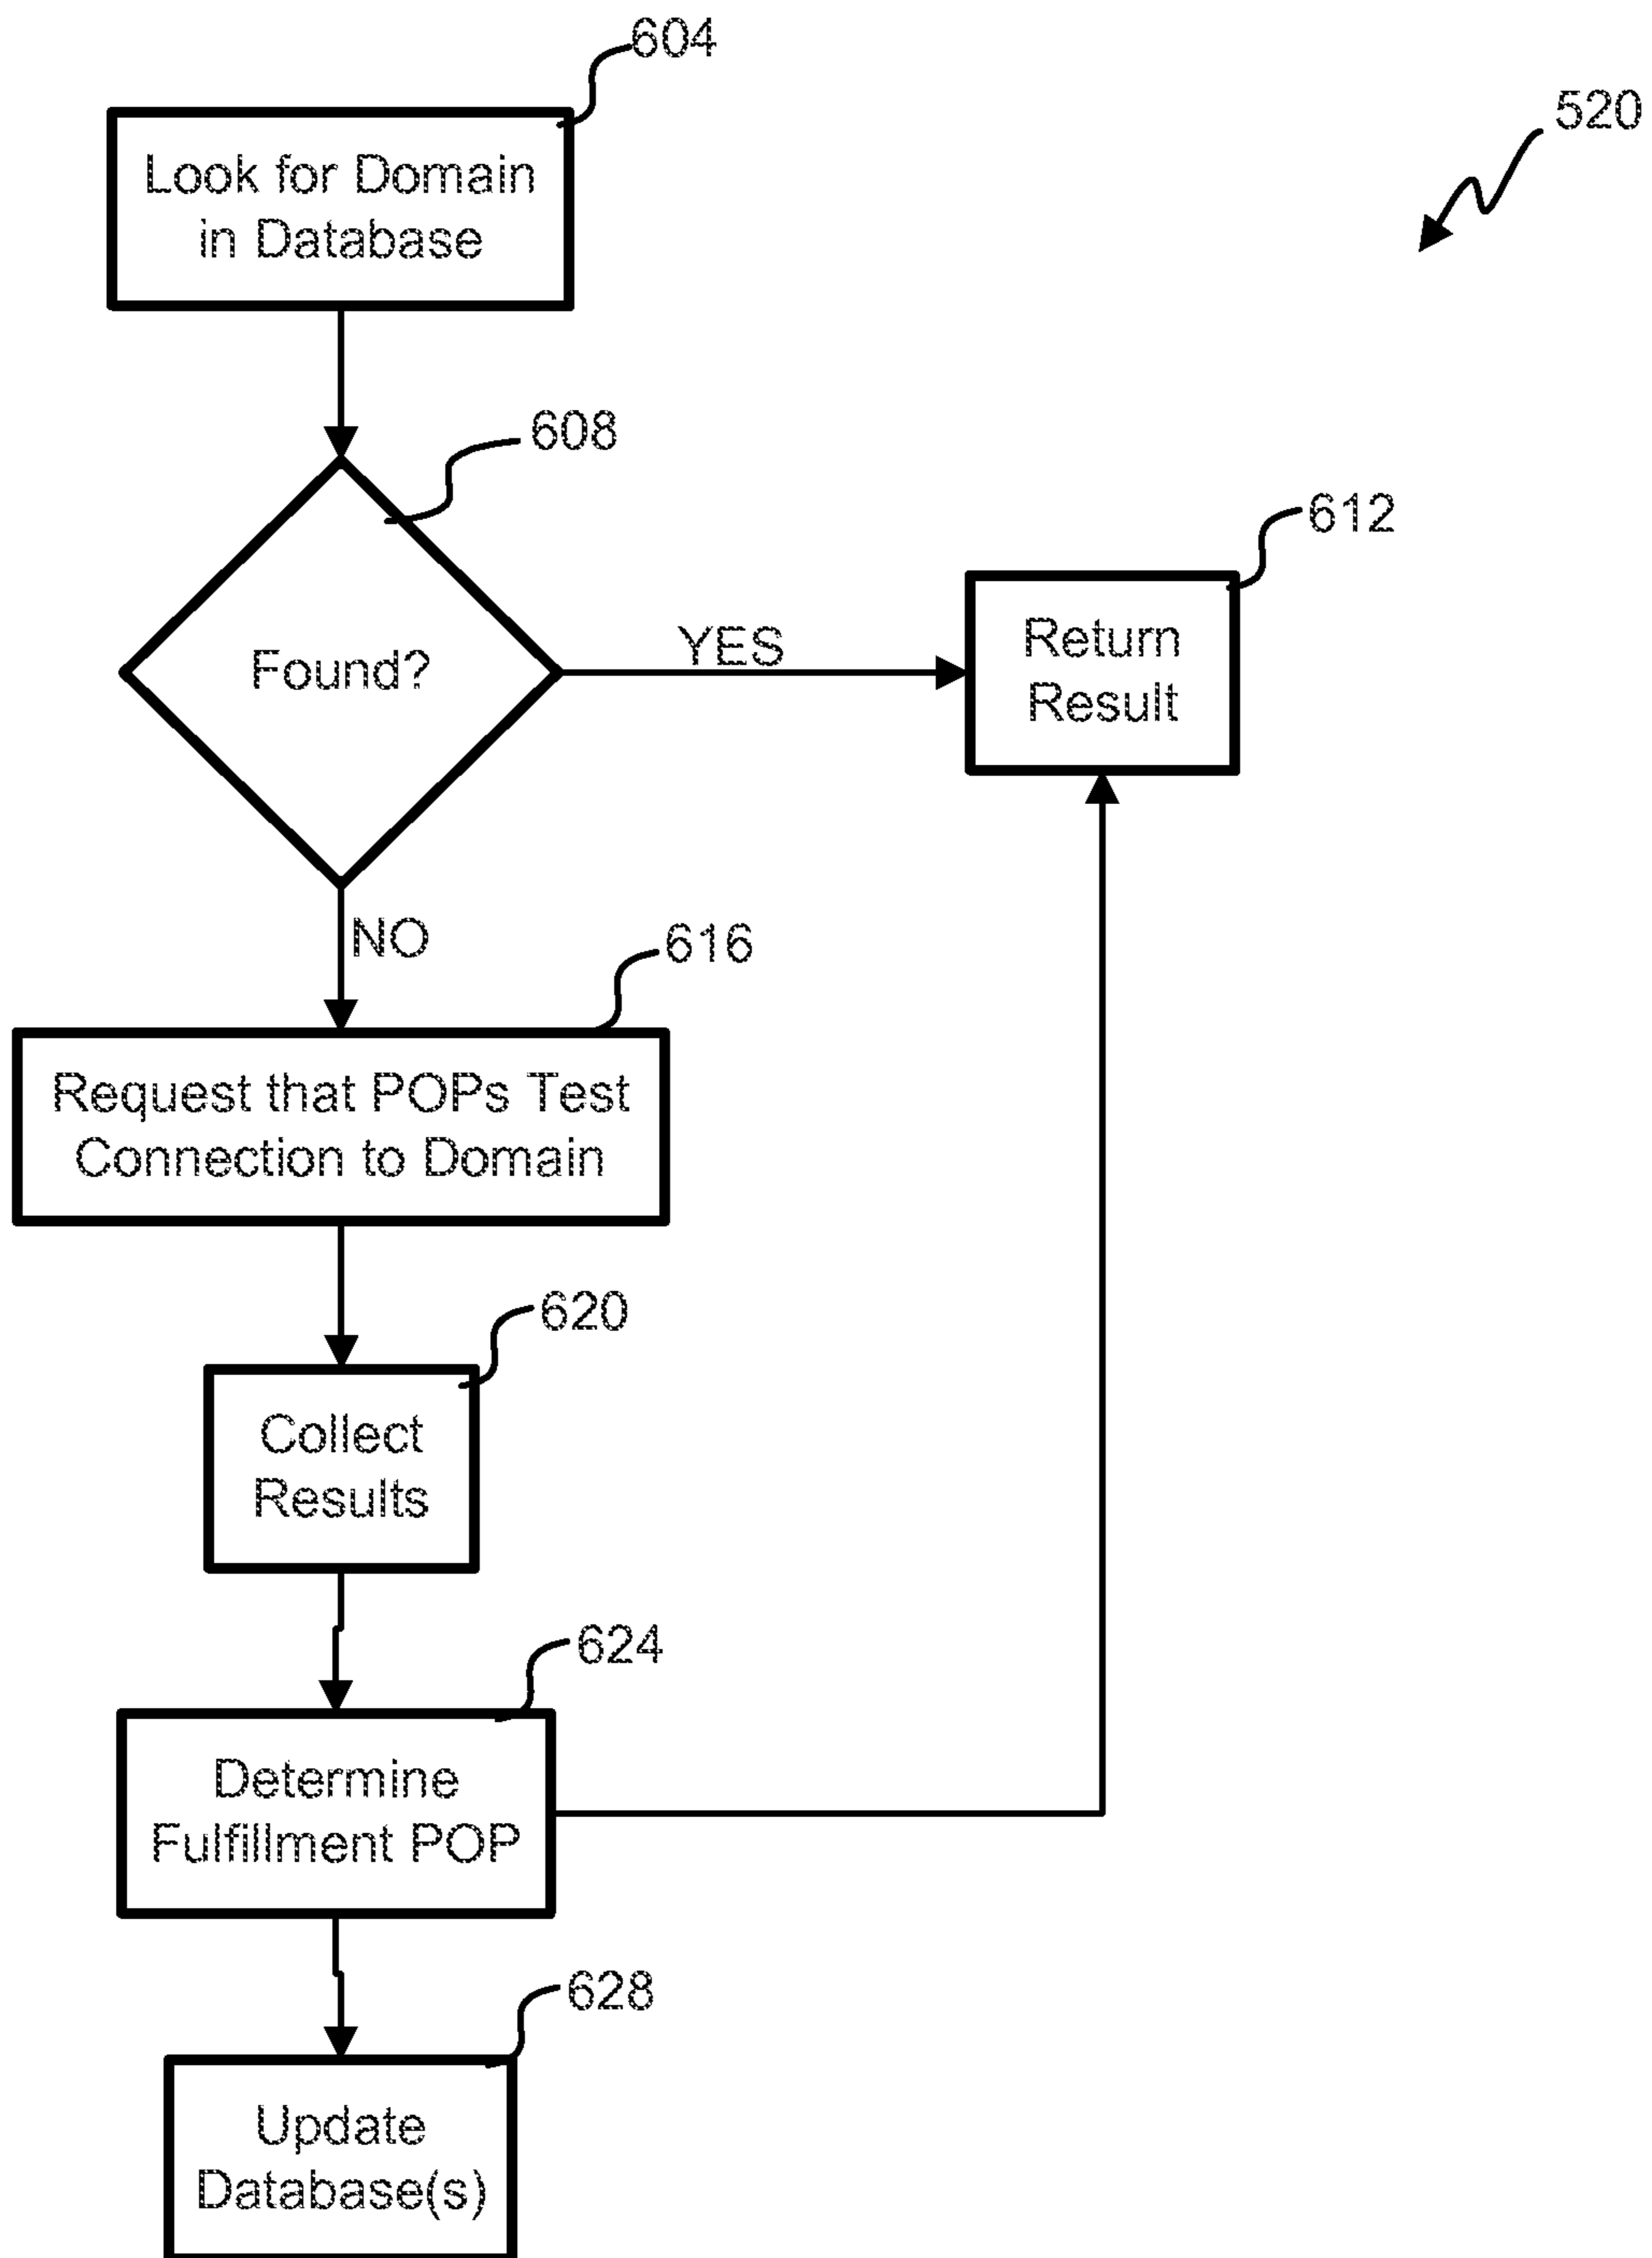 604
520
Look for Domain
in Database
608
Found?
YES
612
Return
Result
NO
616
Request that POPs Test
Connection to Domain
620
Collect
Results
624
Determine
Fulfillment POP
628
Update
Database(s)